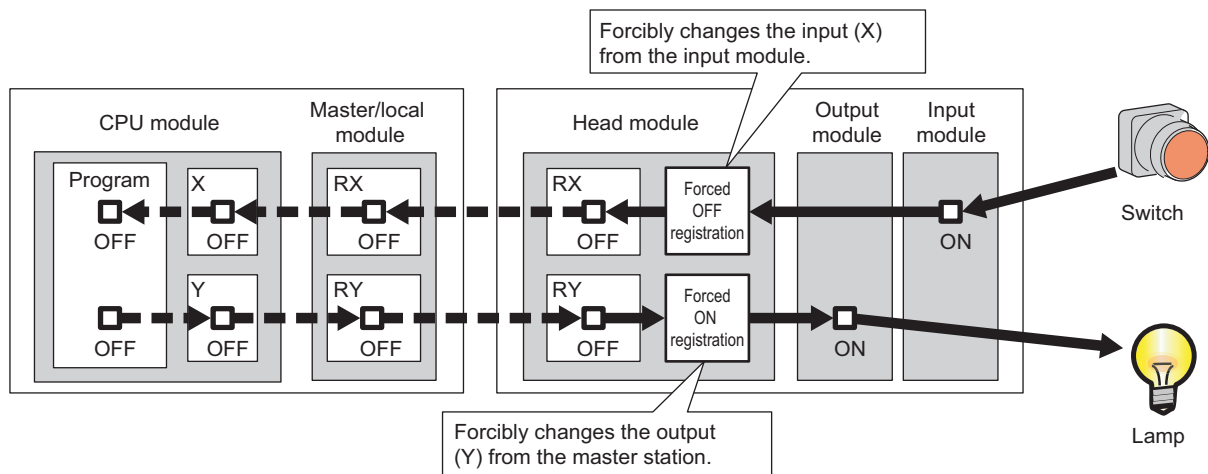 Forcibly changes the input (X)
from the input module.
CPU module
Master/local
module
Head module
Output
module
Input
module
Program
X
RX
RX
Forced
OFF
registration
OFF
OFF
OFF
OFF
ON
Switch
Y
RY
RY
Forced
ON
registration
OFF
OFF
OFF
OFF
ON
Forcibly changes the output
(Y) from the master station.
Lamp